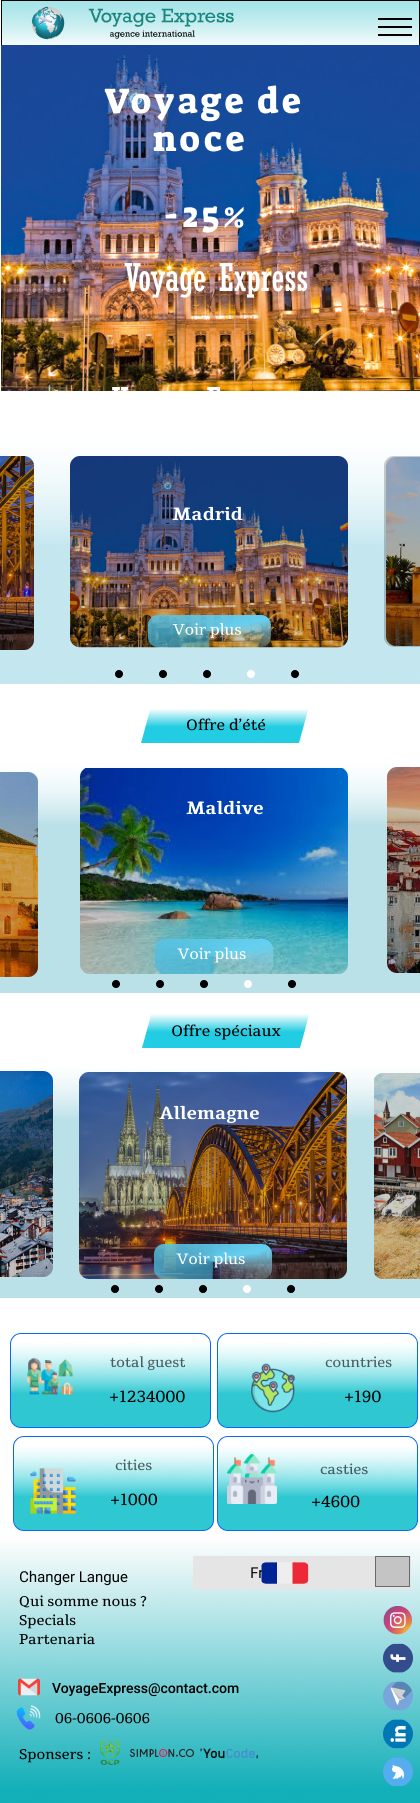 Voyage Express
agence international
Voyage de
noce
-25%
Voyage Express
Madrid
Voir plus
Offre d'été
Maldive
Voir plus
Offre spéciaux
Allemagne
Voir plus
total guest
+1234000
countries
+190
cities
+1000
casties
+4600
Changer Langue
Fr
Qui somme nous ?
Specials
Partenaria
VoyageExpress@contact.com
06-0606-0606
Sponsers : OCP SIMPLON.CO YouCode